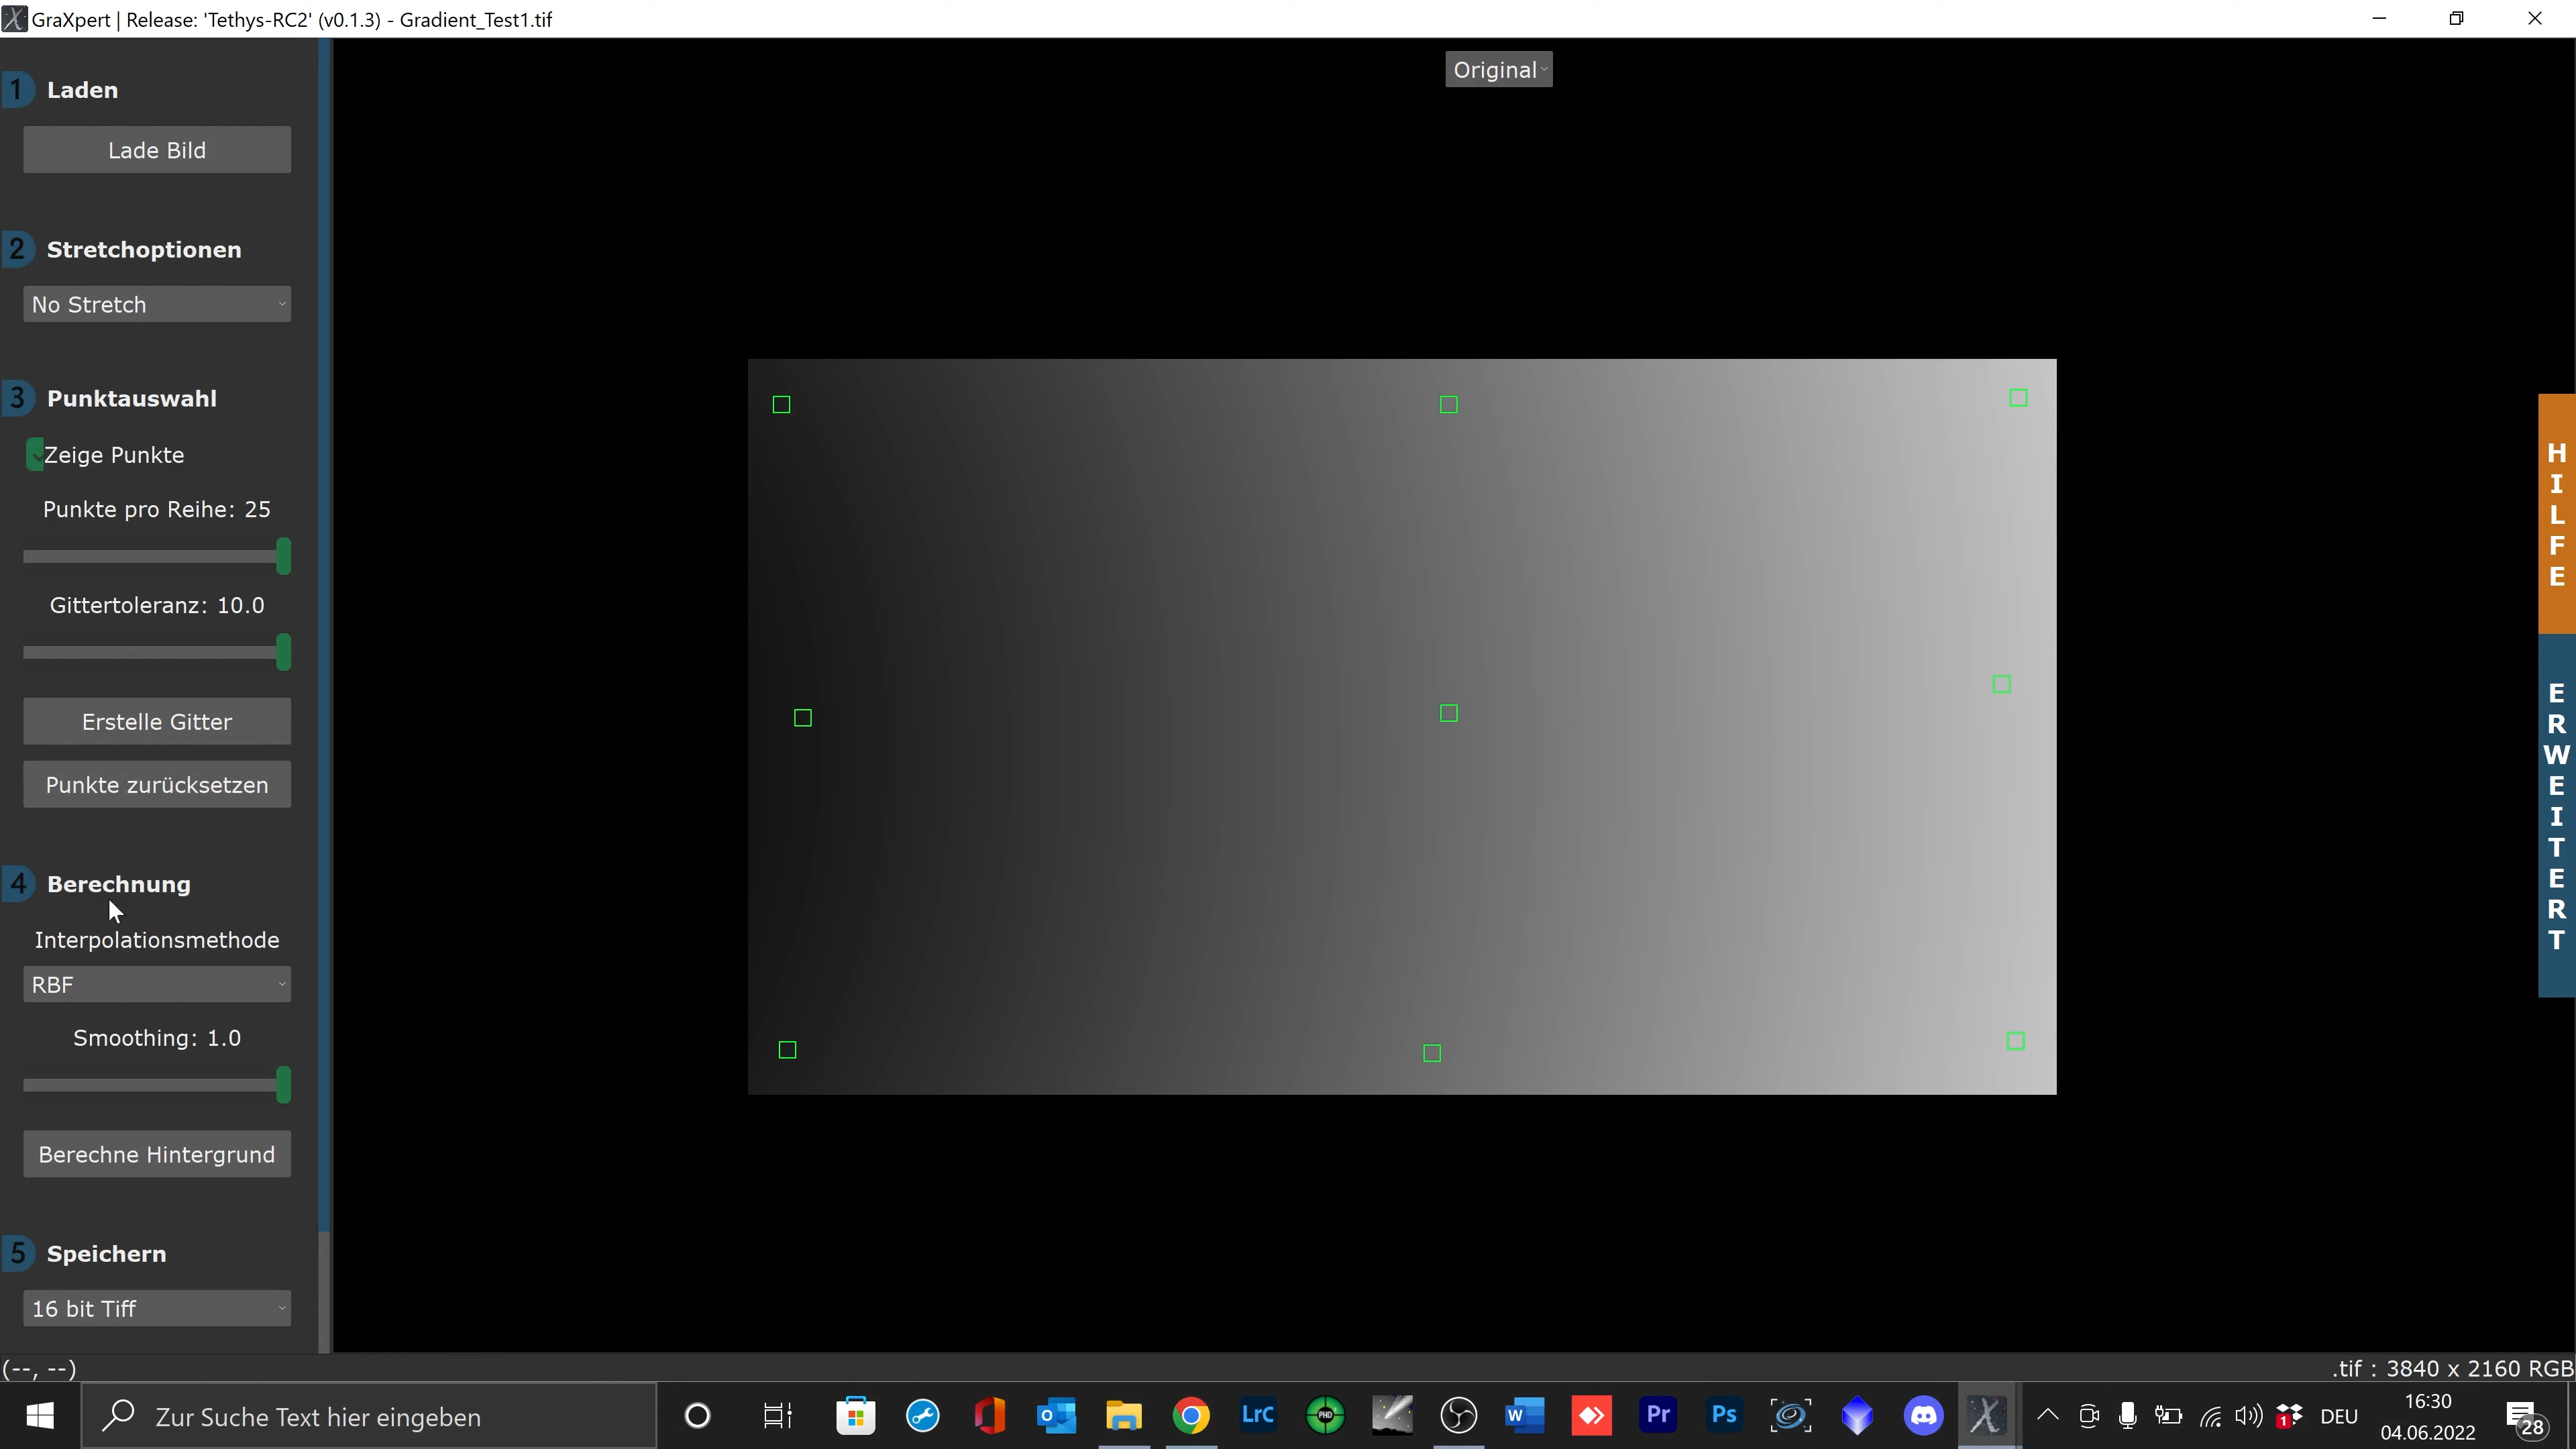 GraXpert | Release: 'Tethys-RC2' (v0.1.3) - Gradient_Test1.tif
Original
1 Laden
Lade Bild
2 Stretchoptionen
No Stretch
3 Punktauswahl
Zeige Punkte
Punkte pro Reihe: 25
Gittertoleranz: 10.0
Erstelle Gitter
Punkte zurücksetzen
4 Berechnung
Interpolationsmethode
RBF
Smoothing: 1.0
Berechne Hintergrund
5 Speichern
16 bit Tiff
HILFE
ERWEITERT
(--, --)
.tif : 3840 x 2160 RGB
Zur Suche Text hier eingeben
LrC
PHD
W
Pr
Ps
1
DEU
16:30
04.06.2022
28